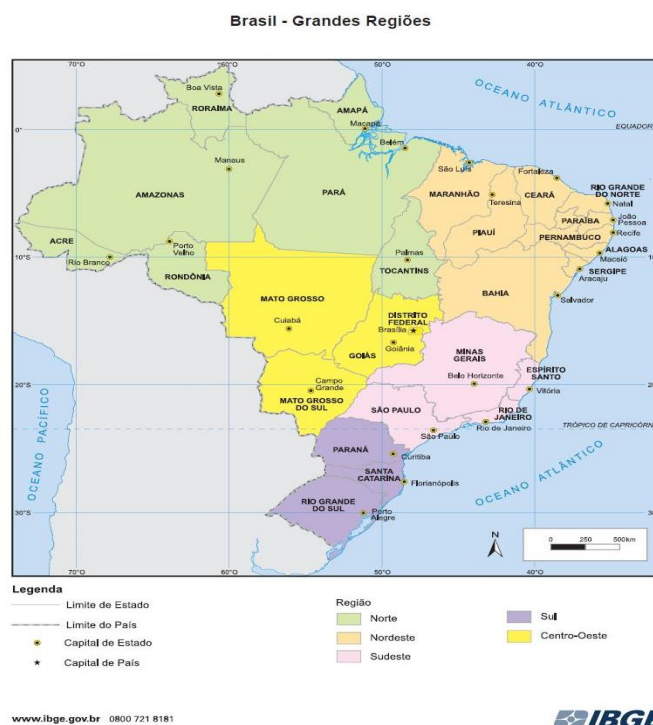 Brasil - Grandes Regiões
70°O
60°O
50°O
40°O
OCEANO ATLÂNTICO
Boa Vista
RORAIMA
AMAPÁ
Macapá
0°
EQUADOR
Belém
São Luís
Fortaleza
Manaus
RIO GRANDE
DO NORTE
Natal
AMAZONAS
PARÁ
MARANHÃO
Teresina
CEARÁ
PARAÍBA
João
Pessoa
PIAUÍ
PERNAMBUCO
Recife
ACRE
Porto
Velho
Rio Branco
10°S
RONDÔNIA
Palmas
TOCANTINS
ALAGOAS
Maceió
SERGIPE
Aracaju
BAHIA
Salvador
MATO GROSSO
Cuiabá
DISTRITO
FEDERAL
Brasília
Goiânia
GOIÁS
MINAS
GERAIS
Belo Horizonte
ESPÍRITO
SANTO
Vitória
20°S
Campo
Grande
MATO GROSSO
DO SUL
SÃO PAULO
São Paulo
RIO DE
JANEIRO
Rio de Janeiro
TRÓPICO DE CAPRICÓRN
OCEANO PACÍFICO
PARANÁ
Curitiba
SANTA
CATARINA
Florianópolis
OCEANO ATLÂNTICO
RIO GRANDE
DO SUL
Porto
Alegre
30°S
N
0 250 500km
70°O
60°O
50°O
40°O
Legenda
Limite de Estado
Limite do País
Capital de Estado
Capital de País
Região
Norte
Nordeste
Sudeste
Sul
Centro-Oeste
www.ibge.gov.br 0800 721 8181
IBGE